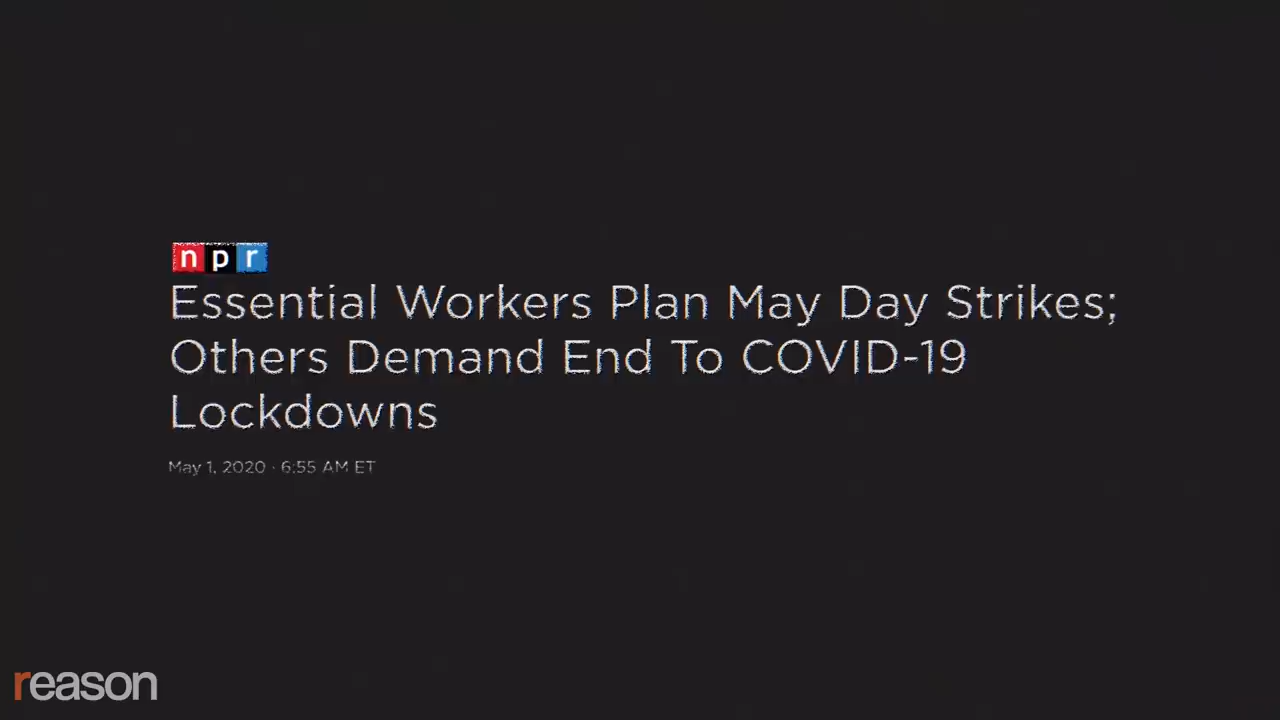 npr
Essential Workers Plan May Day Strikes;
Others Demand End To COVID-19
Lockdowns
May 1, 2020 · 6:55 AM ET
reason